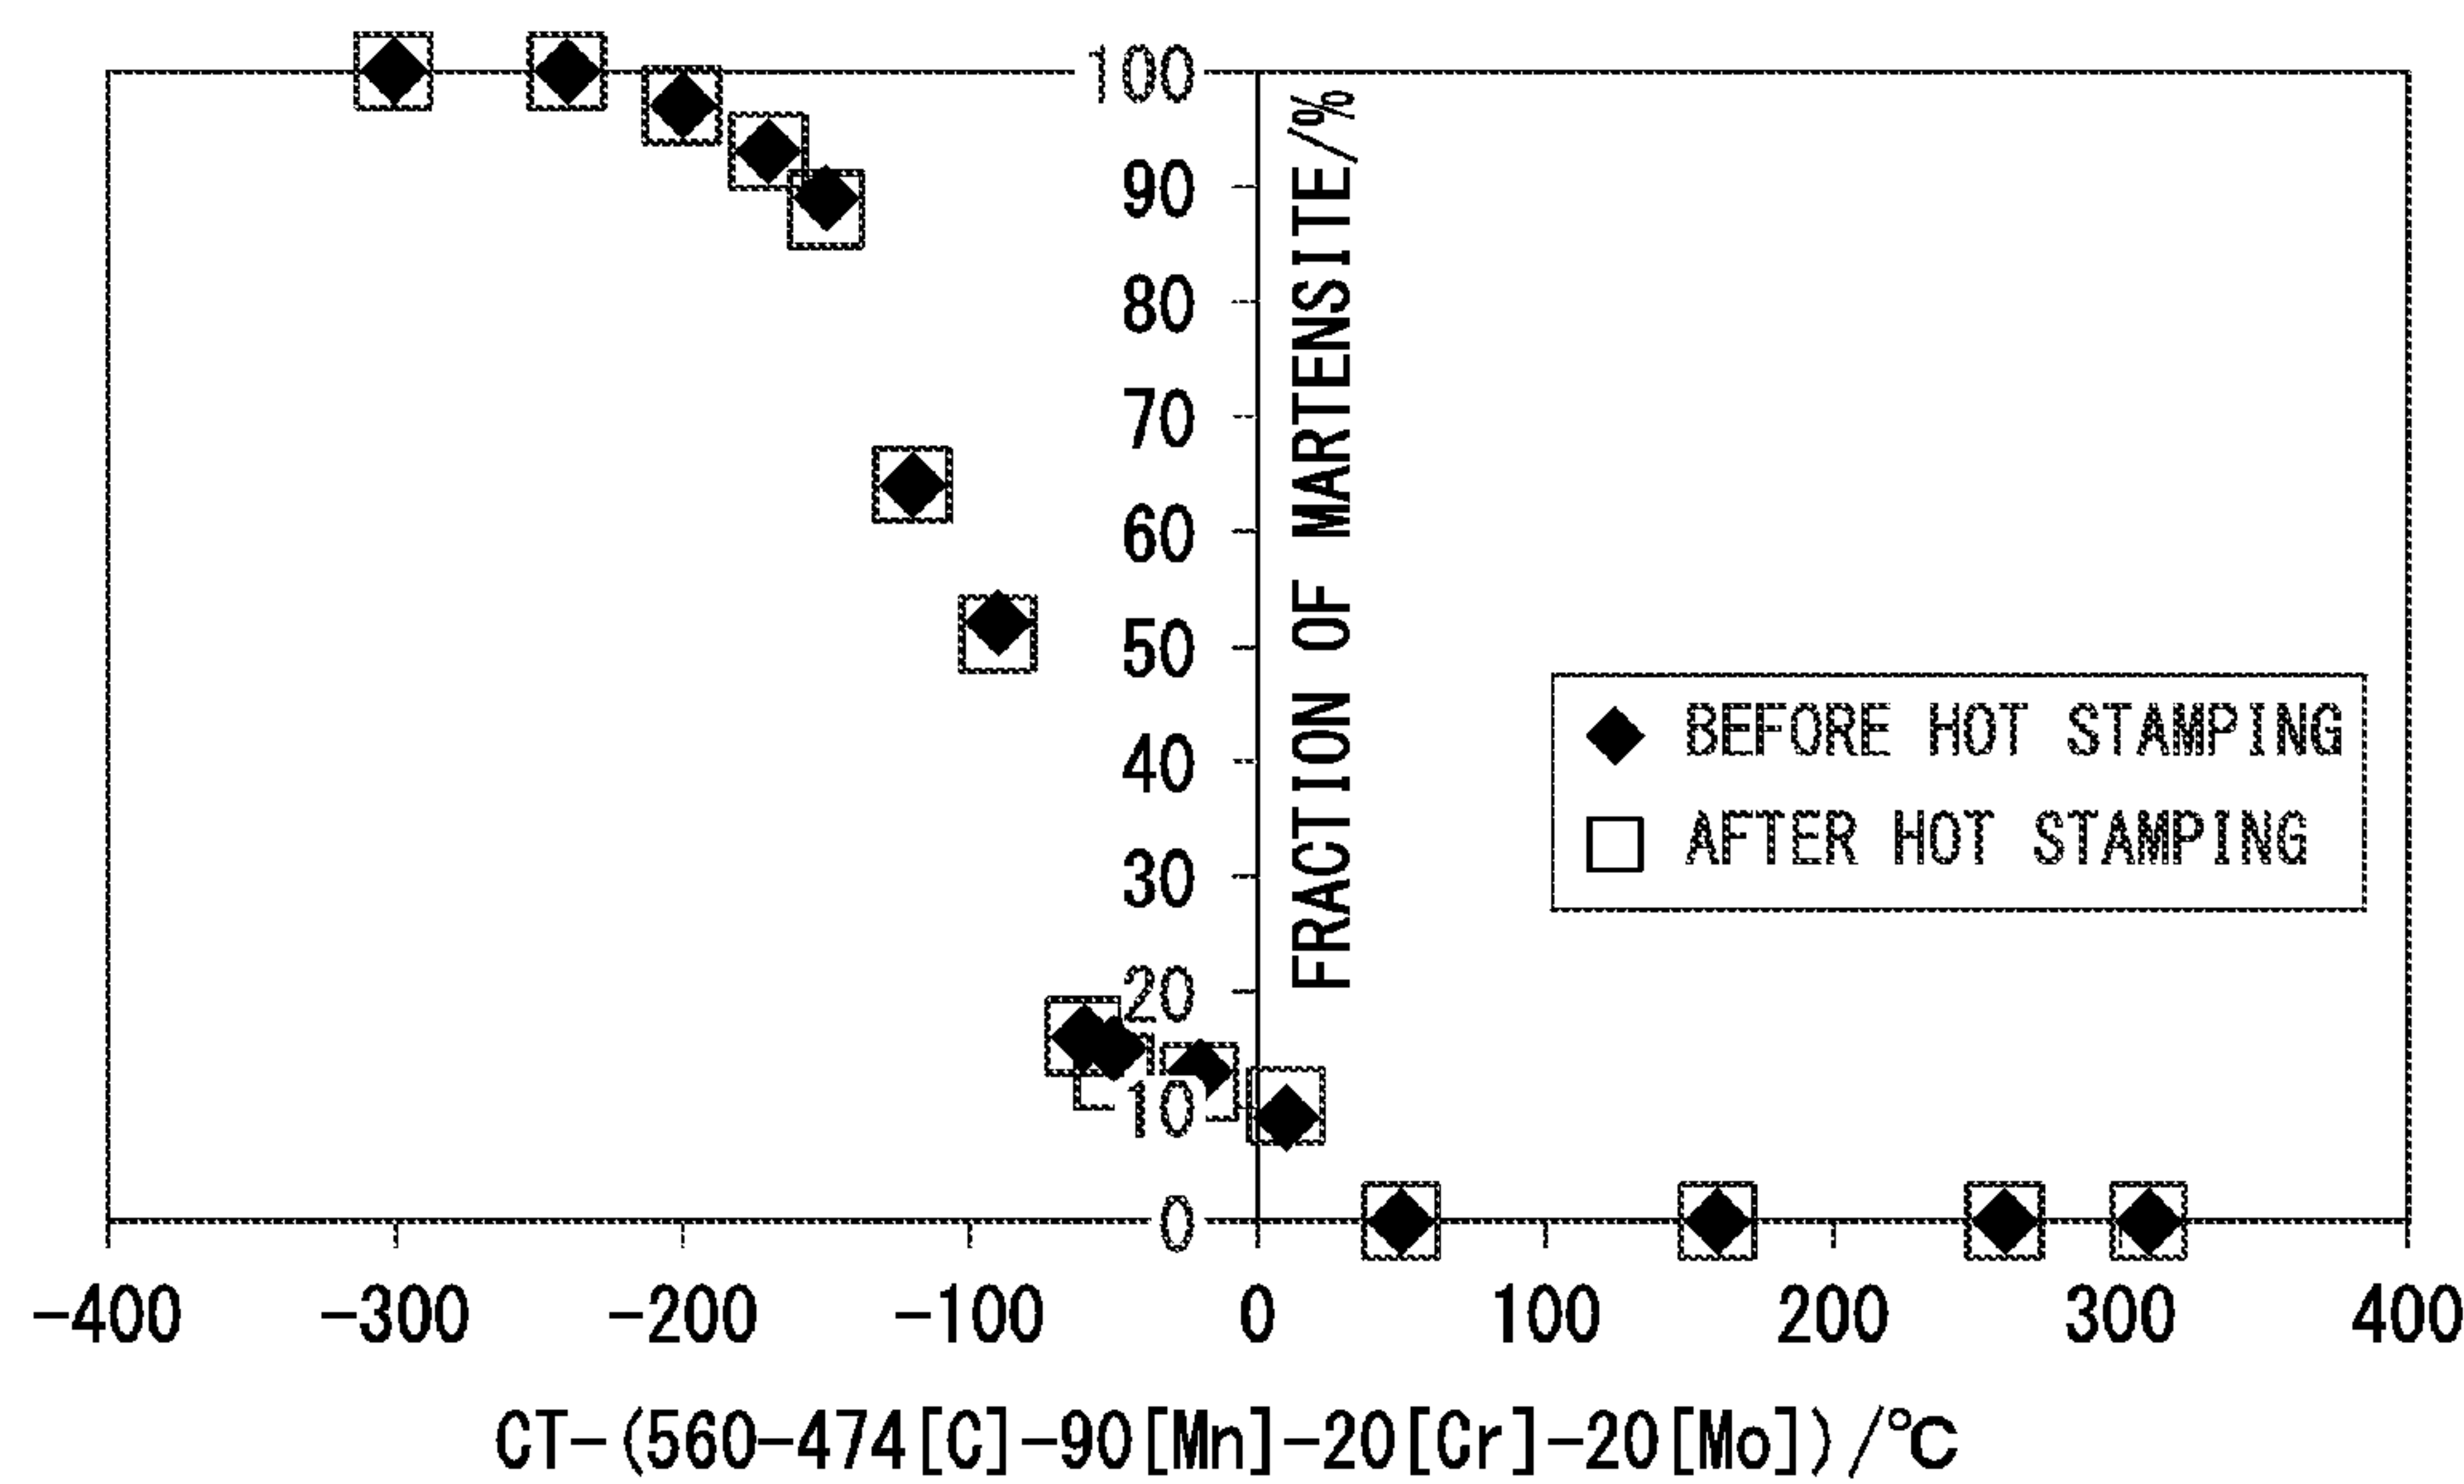 100
90
80
70
60
50
40
30
20
10
0
FRACTION OF MARTENSITE/%
BEFORE HOT STAMPING
AFTER HOT STAMPING
-400 -300 -200 -100 0 100 200 300 400
CT-(560-474[C]-90[Mn]-20[Cr]-20[Mo])/℃